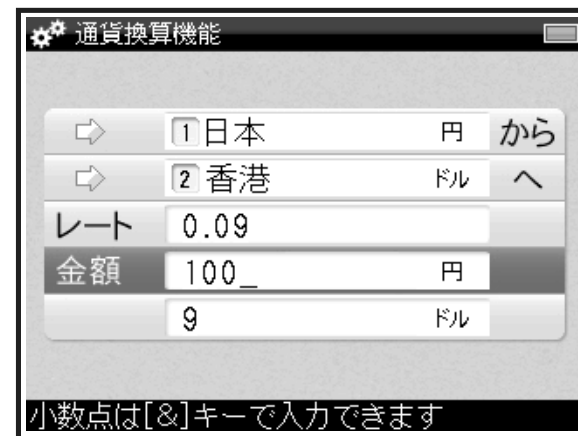 通貨換算機能
1 日本 円 から
2 香港 ドル へ
レート 0.09
金額 100_ 円
9 ドル
小数点は[&]キーで入力できます